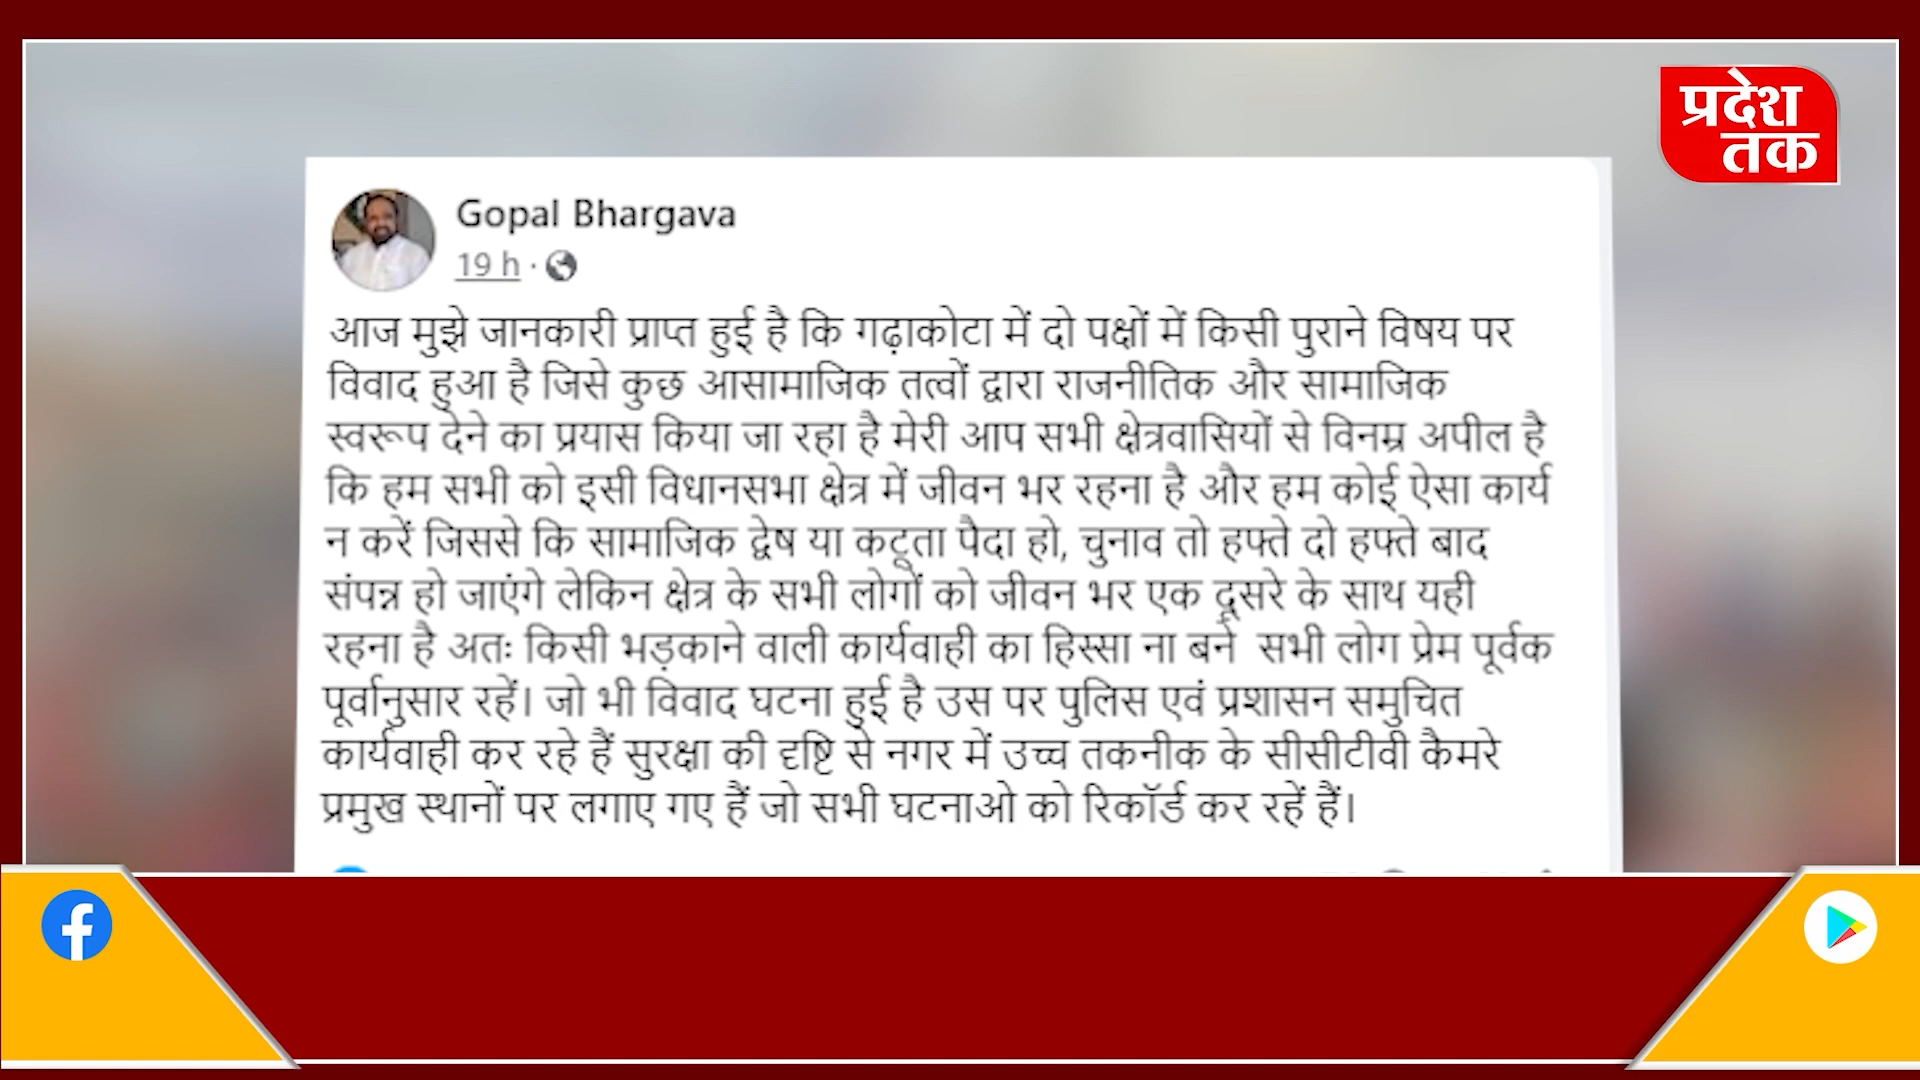 प्रदेश
तक
Gopal Bhargava
19 h ·
आज मुझे जानकारी प्राप्त हुई है कि गढ़ाकोटा में दो पक्षों में किसी पुराने विषय पर
विवाद हुआ है जिसे कुछ आसामाजिक तत्वों द्वारा राजनीतिक और सामाजिक
स्वरूप देने का प्रयास किया जा रहा है मेरी आप सभी क्षेत्रवासियों से विनम्र अपील है
कि हम सभी को इसी विधानसभा क्षेत्र में जीवन भर रहना है और हम कोई ऐसा कार्य
न करें जिससे कि सामाजिक द्वेष या कटूता पैदा हो, चुनाव तो हफ्ते दो हफ्ते बाद
संपन्न हो जाएंगे लेकिन क्षेत्र के सभी लोगों को जीवन भर एक दूसरे के साथ यही
रहना है अतः किसी भड़काने वाली कार्यवाही का हिस्सा ना बने सभी लोग प्रेम पूर्वक
पूर्वानुसार रहें। जो भी विवाद घटना हुई है उस पर पुलिस एवं प्रशासन समुचित
कार्यवाही कर रहे हैं सुरक्षा की दृष्टि से नगर में उच्च तकनीक के सीसीटीवी कैमरे
प्रमुख स्थानों पर लगाए गए हैं जो सभी घटनाओ को रिकॉर्ड कर रहें हैं।